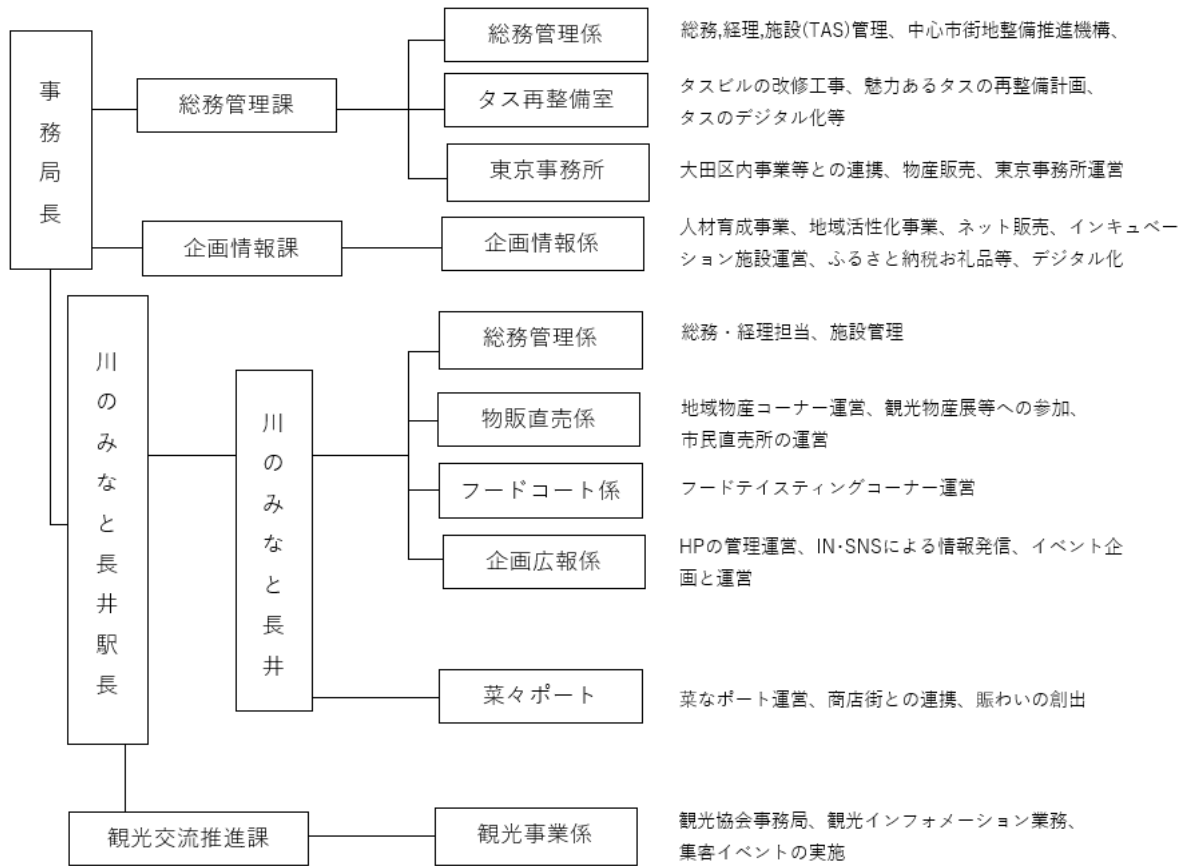 事務局長
総務管理課
総務管理係
総務,経理,施設(TAS)管理、中心市街地整備推進機構、
タス再整備室
タスビルの改修工事、魅力あるタスの再整備計画、
タスのデジタル化等
東京事務所
大田区内事業等との連携、物産販売、東京事務所運営
企画情報課
企画情報係
人材育成事業、地域活性化事業、ネット販売、インキュベー
ション施設運営、ふるさと納税お礼品等、デジタル化
川のみなと長井駅長
川のみなと長井
総務管理係
総務・経理担当、施設管理
物販直売係
地域物産コーナー運営、観光物産展等への参加、
市民直売所の運営
フードコート係
フードテイスティングコーナー運営
企画広報係
HPの管理運営、IN･SNSによる情報発信、イベント企
画と運営
菜々ポート
菜なポート運営、商店街との連携、賑わいの創出
観光交流推進課
観光事業係
観光協会事務局、観光インフォメーション業務、
集客イベントの実施